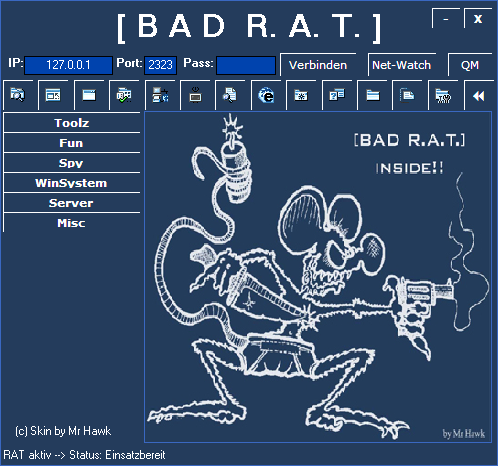 [ B A D  R. A. T. ]
- X
IP: 127.0.0.1 Port: 2323 Pass: Verbinden Net-Watch QM
Toolz
Fun
Spy
WinSystem
Server
Misc
[BAD R.A.T.]
INSIDE!!
(c) Skin by Mr Hawk
by Mr Hawk
RAT aktiv --> Status: Einsatzbereit